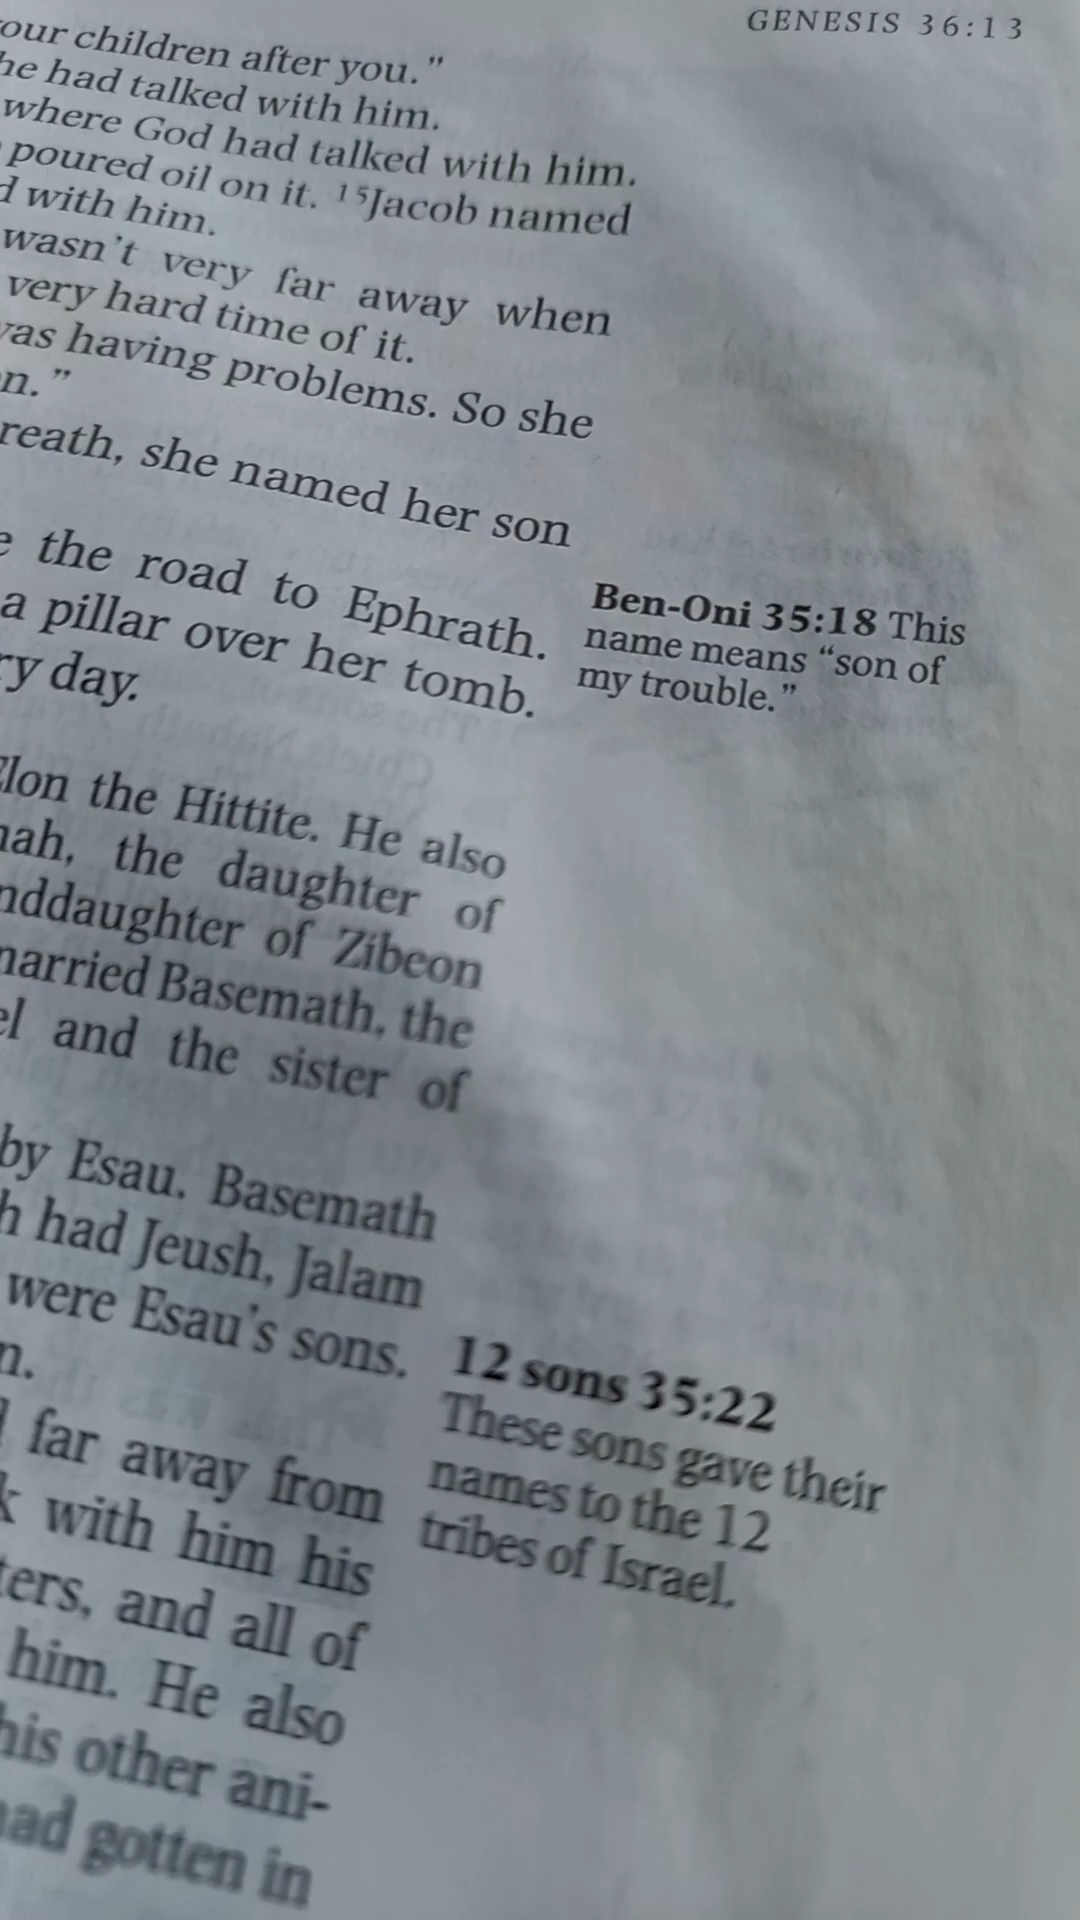 GENESIS 36:13
our children after you."
he had talked with him.
where God had talked with him.
poured oil on it. 15Jacob named
d with him.
wasn't very far away when
very hard time of it.
was having problems. So she
n."
reath, she named her son
e the road to Ephrath.
a pillar over her tomb.
ry day.
Ben-Oni 35:18 This
name means "son of
my trouble."
Elon the Hittite. He also
nah, the daughter of
nddaughter of Zibeon
married Basemath, the
el and the sister of
by Esau. Basemath
h had Jeush, Jalam
were Esau's sons.
n.
12 sons 35:22
These sons gave their
names to the 12
tribes of Israel.
l far away from
k with him his
ters, and all of
him. He also
his other ani-
had gotten in